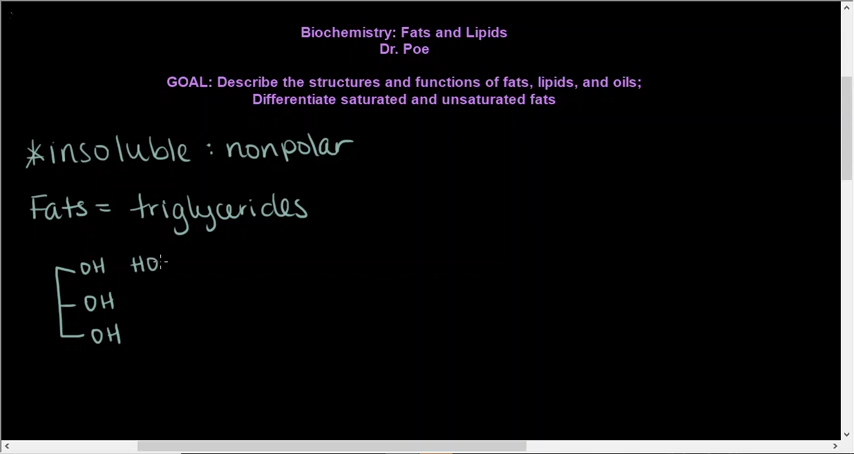 Biochemistry: Fats and Lipids
Dr. Poe
GOAL: Describe the structures and functions of fats, lipids, and oils;
Differentiate saturated and unsaturated fats
*insoluble : nonpolar
Fats = triglycerides
OH HO
OH
OH